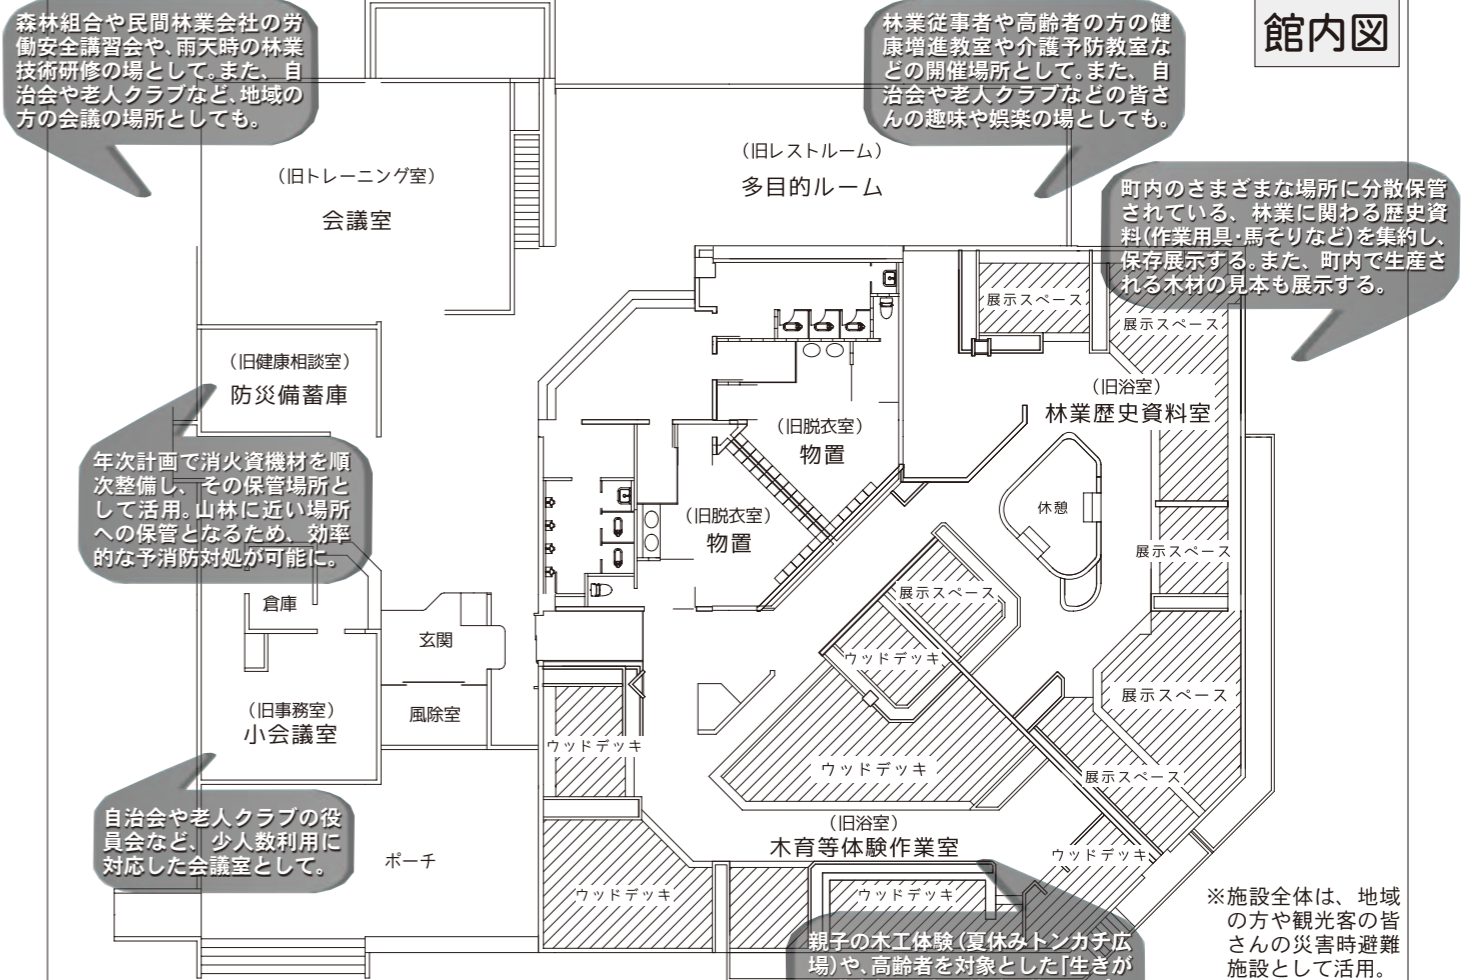 館内図
森林組合や民間林業会社の労
働安全講習会や、雨天時の林業
技術研修の場として。また、自
治会や老人クラブなど、地域の
方の会議の場所としても。
林業従事者や高齢者の方の健
康増進教室や介護予防教室な
どの開催場所として。また、自
治会や老人クラブなどの皆さ
んの趣味や娯楽の場としても。
町内のさまざまな場所に分散保管
されている、林業に関わる歴史資
料(作業用具・馬そりなど)を集約し、
保存展示する。また、町内で生産さ
れる木材の見本も展示する。
(旧トレーニング室)
会議室
(旧レストルーム)
多目的ルーム
展示スペース
展示スペース
(旧健康相談室)
防災備蓄庫
(旧浴室)
林業歴史資料室
(旧脱衣室)
物置
年次計画で消火資機材を順
次整備し、その保管場所と
して活用。山林に近い場所
への保管となるため、効率
的な予消防対処が可能に。
(旧脱衣室)
物置
休憩
展示スペース
倉庫
展示スペース
玄関
ウッドデッキ
展示スペース
(旧事務室)
小会議室
風除室
ウッドデッキ
ウッドデッキ
展示スペース
自治会や老人クラブの役
員会など、少人数利用に
対応した会議室として。
ポーチ
(旧浴室)
木育等体験作業室
ウッドデッキ
ウッドデッキ
ウッドデッキ
親子の木工体験(夏休みトンカチ広
場)や、高齢者を対象とした「生きが
※施設全体は、地域
の方や観光客の皆
さんの災害時避難
施設として活用。